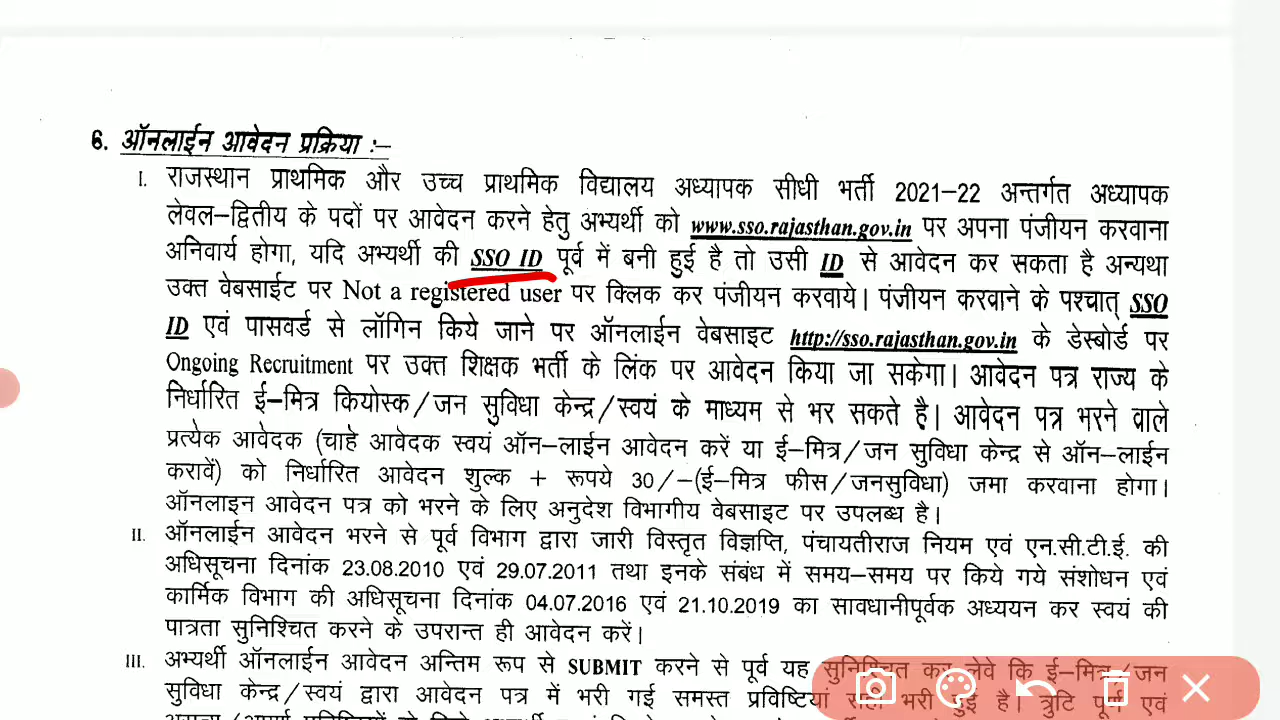 6. ऑनलाईन आवेदन प्रक्रिया :–
I. राजस्थान प्राथमिक और उच्च प्राथमिक विद्यालय अध्यापक सीधी भर्ती 2021–22 अन्तर्गत अध्यापक
लेवल–द्वितीय के पदों पर आवेदन करने हेतु अभ्यर्थी को www.sso.rajasthan.gov.in पर अपना पंजीयन करवाना
अनिवार्य होगा, यदि अभ्यर्थी की SSO ID पूर्व में बनी हुई है तो उसी ID से आवेदन कर सकता है अन्यथा
उक्त वेबसाईट पर Not a registered user पर क्लिक कर पंजीयन करवाये। पंजीयन करवाने के पश्चात् SSO
ID एवं पासवर्ड से लॉगिन किये जाने पर ऑनलाईन वेबसाइट http://sso.rajasthan.gov.in के डेस्बोर्ड पर
Ongoing Recruitment पर उक्त शिक्षक भर्ती के लिंक पर आवेदन किया जा सकेगा। आवेदन पत्र राज्य के
निर्धारित ई–मित्र कियोस्क/जन सुविधा केन्द्र/स्वयं के माध्यम से भर सकते है। आवेदन पत्र भरने वाले
प्रत्येक आवेदक (चाहे आवेदक स्वयं ऑन–लाईन आवेदन करें या ई–मित्र/जन सुविधा केन्द्र से ऑन–लाईन
करावें) को निर्धारित आवेदन शुल्क + रूपये 30/–(ई–मित्र फीस/जनसुविधा) जमा करवाना होगा।
ऑनलाइन आवेदन पत्र को भरने के लिए अनुदेश विभागीय वेबसाइट पर उपलब्ध है।
II. ऑनलाईन आवेदन भरने से पूर्व विभाग द्वारा जारी विस्तृत विज्ञप्ति, पंचायतीराज नियम एवं एन.सी.टी.ई. की
अधिसूचना दिनांक 23.08.2010 एवं 29.07.2011 तथा इनके संबंध में समय–समय पर किये गये संशोधन एवं
कार्मिक विभाग की अधिसूचना दिनांक 04.07.2016 एवं 21.10.2019 का सावधानीपूर्वक अध्ययन कर स्वयं की
पात्रता सुनिश्चित करने के उपरान्त ही आवेदन करें।
III. अभ्यर्थी ऑनलाईन आवेदन अन्तिम रूप से SUBMIT करने से पूर्व यह सुनिश्चित कर लेवे कि ई–मित्र/जन
सुविधा केन्द्र/स्वयं द्वारा आवेदन पत्र में भरी गई समस्त प्रविष्टियां सही भरी हुई है। त्रुटि पूर्ण एवं